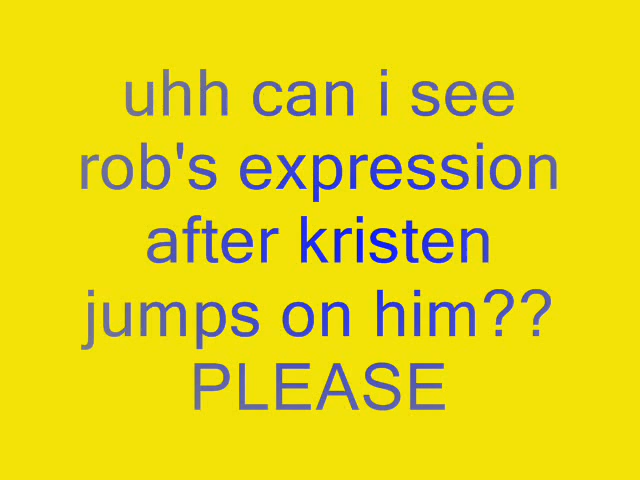 uhh can i see
rob's expression
after kristen
jumps on him??
PLEASE